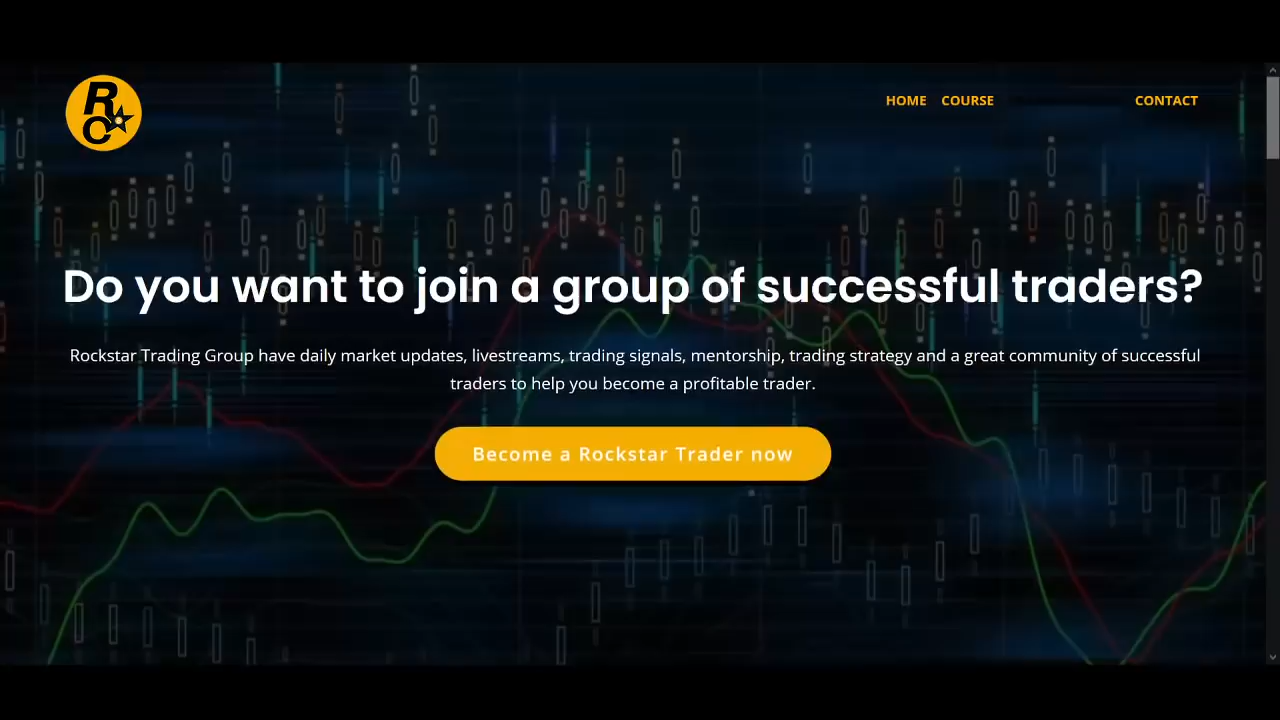 RC
HOME COURSE CONTACT
Do you want to join a group of successful traders?
Rockstar Trading Group have daily market updates, livestreams, trading signals, mentorship, trading strategy and a great community of successful
traders to help you become a profitable trader.
Become a Rockstar Trader now